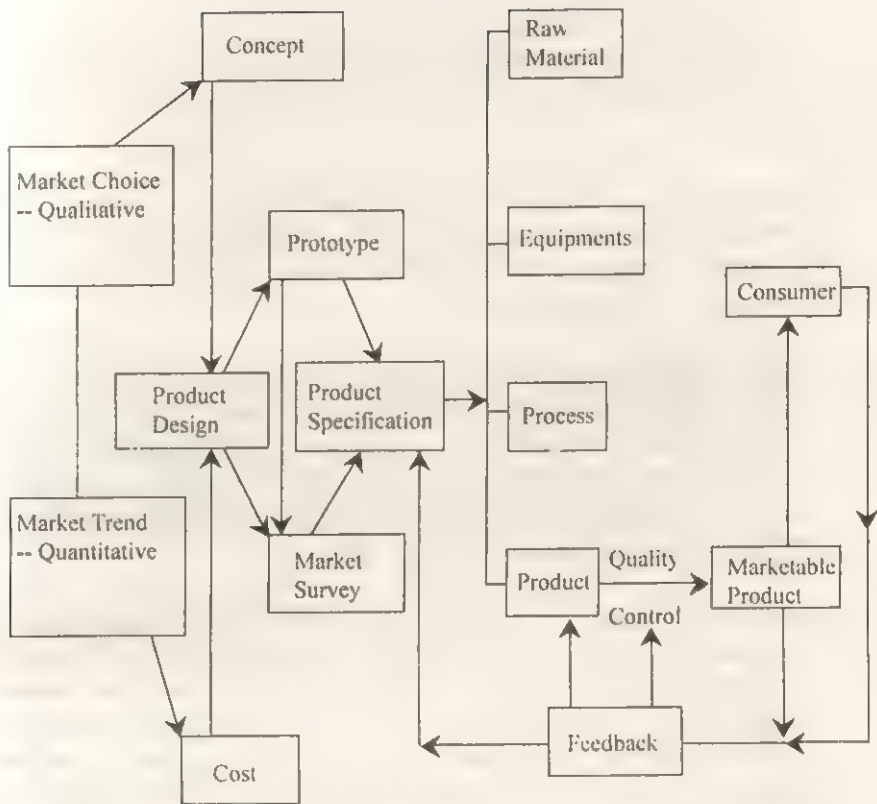 Concept
Raw
Material
Market Choice
-- Qualitative
Prototype
Equipments
Consumer
Product
Design
Product
Specification
Process
Market Trend
-- Quantitative
Market
Survey
Product
Quality
Control
Marketable
Product
Feedback
Cost